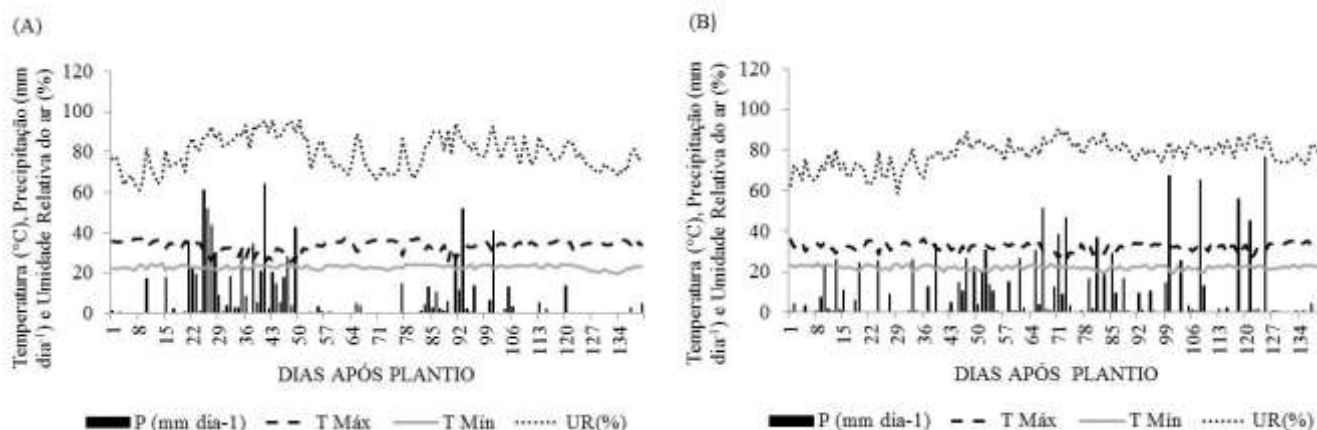 (A)
Temperatura (°C), Precipitação (mm
dia⁻¹) e Umidade Relativa do ar (%)
120
100
80
60
40
20
0
1 8 15 22 29 36 43 50 57 64 71 78 85 92 99 106 113 120 127 134
DIAS APÓS PLANTIO
P (mm dia-1) T Máx T Mín UR(%)
(B)
Temperatura (°C), Precipitação (mm
dia⁻¹) e Umidade Relativa do ar (%)
120
100
80
60
40
20
0
1 8 15 22 29 36 43 50 57 64 71 78 85 92 99 106 113 120 127 134
DIAS APÓS PLANTIO
P (mm dia-1) T Máx T Mín UR(%)